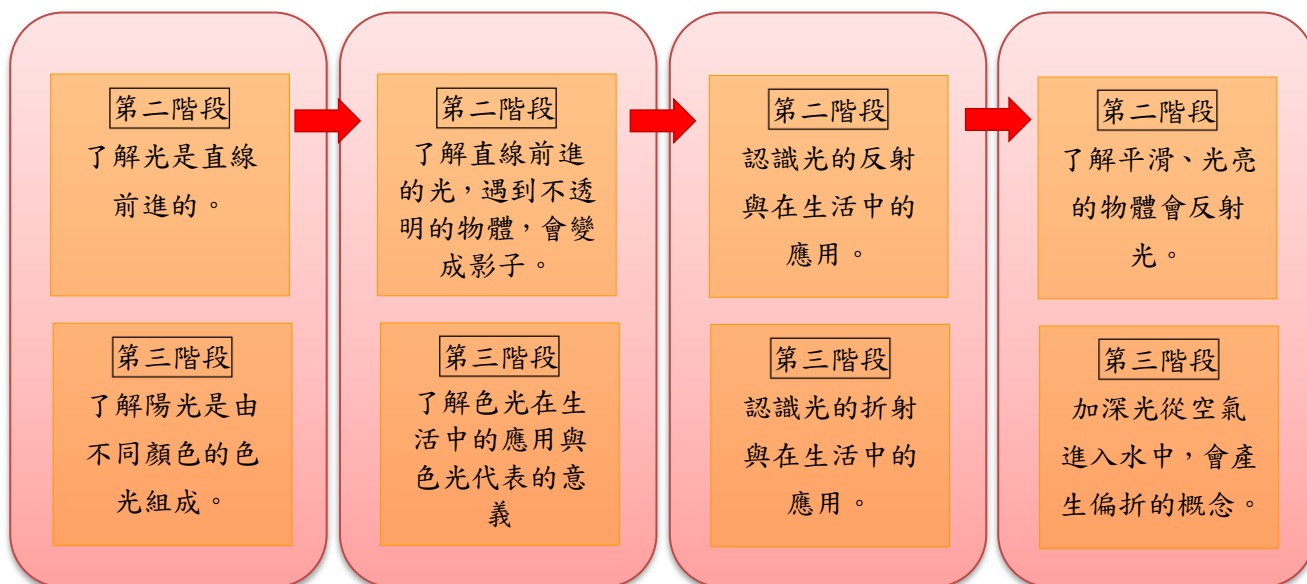 第二階段
了解光是直線
前進的。
第三階段
了解陽光是由
不同顏色的色
光組成。
第二階段
了解直線前進
的光，遇到不透
明的物體，會變
成影子。
第三階段
了解色光在生
活中的應用與
色光代表的意
義
第二階段
認識光的反射
與在生活中的
應用。
第三階段
認識光的折射
與在生活中的
應用。
第二階段
了解平滑、光亮
的物體會反射
光。
第三階段
加深光從空氣
進入水中，會產
生偏折的概念。